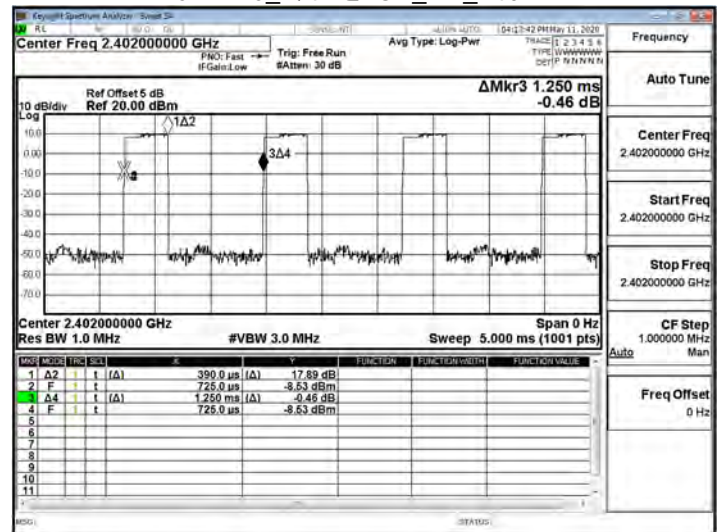 Keysight Spectrum Analyzer - Swept SA
RL
SENSE:INT
ALIGN AUTO
04:13:42 PM May 11, 2020
Frequency
Center Freq 2.402000000 GHz
PNO: Fast
IFGain:Low
Trig: Free Run
#Atten: 30 dB
Avg Type: Log-Pwr
TRACE 1 2 3 4 5 6
TYPE WWWWWW
DET P NNNNN
Auto Tune
ΔMkr3 1.250 ms
-0.46 dB
Ref Offset 5 dB
Ref 20.00 dBm
10 dB/div
Log
10.0
0.00
-10.0
-20.0
-30.0
-40.0
-50.0
-60.0
-70.0
1Δ2
3Δ4
Center Freq
2.402000000 GHz
Start Freq
2.402000000 GHz
Stop Freq
2.402000000 GHz
CF Step
1.000000 MHz
Auto Man
Freq Offset
0 Hz
Center 2.402000000 GHz
Span 0 Hz
Res BW 1.0 MHz
#VBW 3.0 MHz
Sweep 5.000 ms (1001 pts)
MKR MODE TRC SCL X Y FUNCTION FUNCTION WIDTH FUNCTION VALUE
1 Δ2 1 t (Δ) 390.0 µs (Δ) 17.89 dB
2 F 1 t 725.0 µs -8.53 dBm
3 Δ4 1 t (Δ) 1.250 ms (Δ) -0.46 dB
4 F 1 t 725.0 µs -8.53 dBm
5
6
7
8
9
10
11
MSG
STATUS